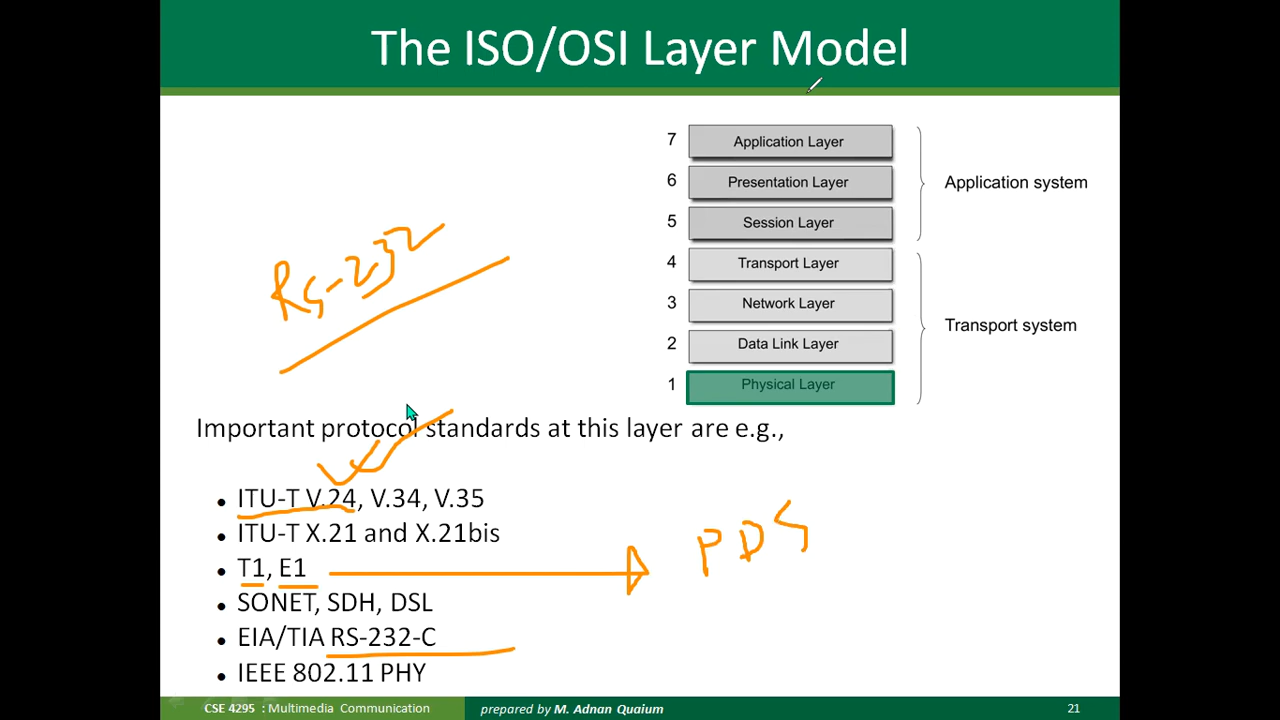 The ISO/OSI Layer Model
7 Application Layer
6 Presentation Layer
5 Session Layer
Application system
4 Transport Layer
3 Network Layer
2 Data Link Layer
1 Physical Layer
Transport system
RS-232
Important protocol standards at this layer are e.g.,
• ITU-T V.24, V.34, V.35
• ITU-T X.21 and X.21bis
• T1, E1
PDS
• SONET, SDH, DSL
• EIA/TIA RS-232-C
• IEEE 802.11 PHY
CSE 4295 : Multimedia Communication prepared by M. Adnan Quaium 21